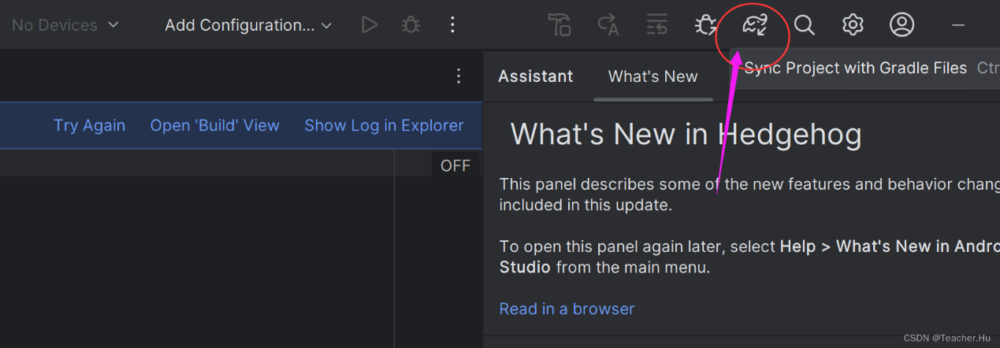 No Devices
Add Configuration...
Sync Project with Gradle Files Ctr
Assistant
What's New
Try Again
Open 'Build' View
Show Log in Explorer
OFF
What's New in Hedgehog
This panel describes some of the new features and behavior chang
included in this update.
To open this panel again later, select Help > What's New in Andro
Studio from the main menu.
Read in a browser
CSDN @Teacher.Hu